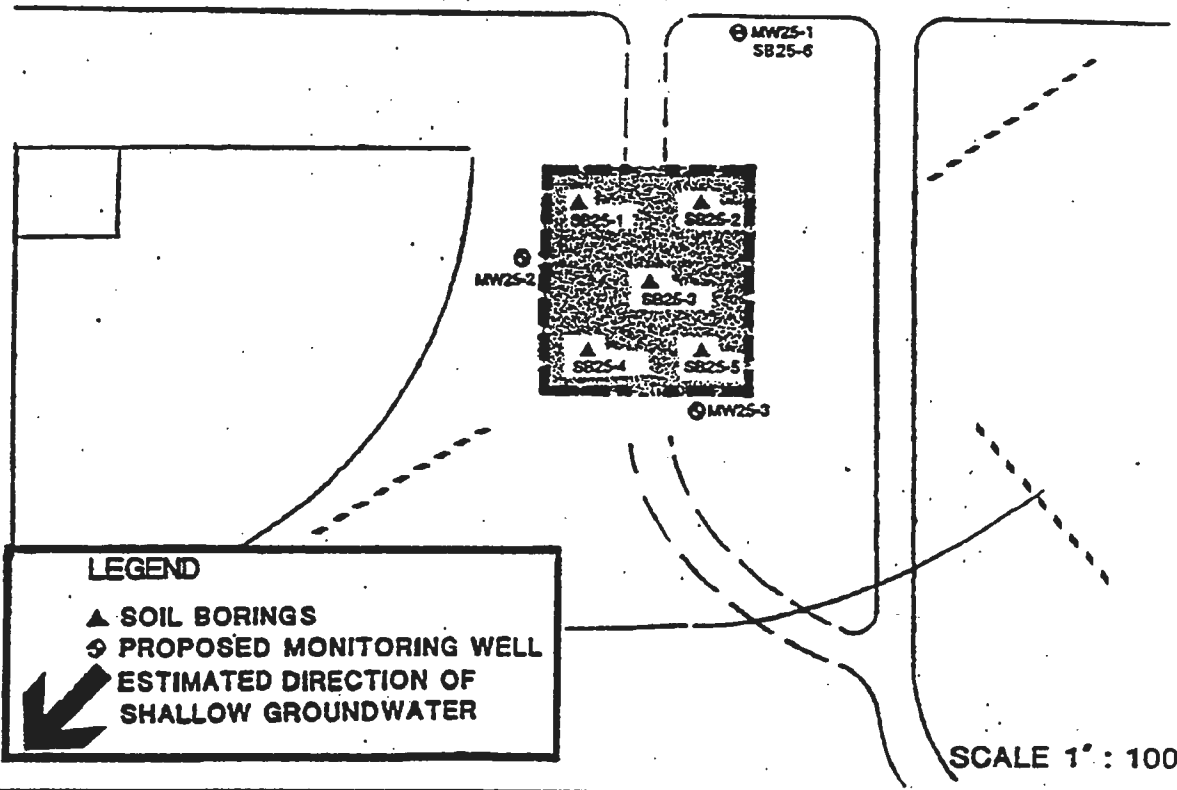 MW25-1
SB25-6
SB25-1
SB25-2
MW25-2
SB25-3
SB25-4
SB25-5
MW25-3
LEGEND
SOIL BORINGS
PROPOSED MONITORING WELL
ESTIMATED DIRECTION OF
SHALLOW GROUNDWATER
SCALE 1" : 100